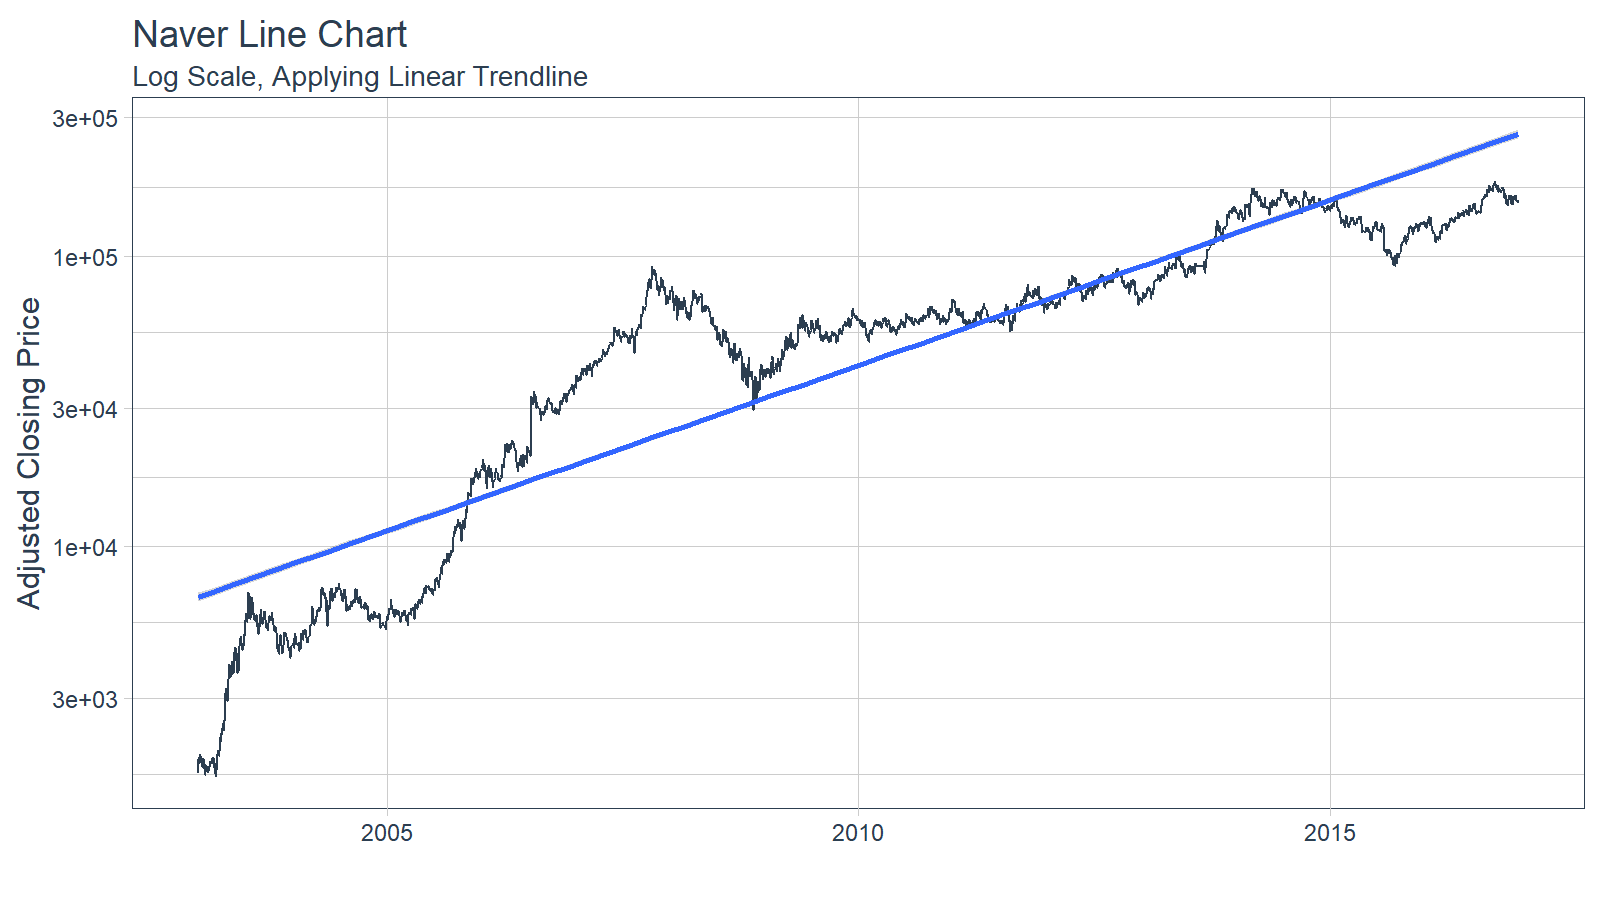 Naver Line Chart
Log Scale, Applying Linear Trendline
Adjusted Closing Price
3e+05
1e+05
3e+04
1e+04
3e+03
2005
2010
2015